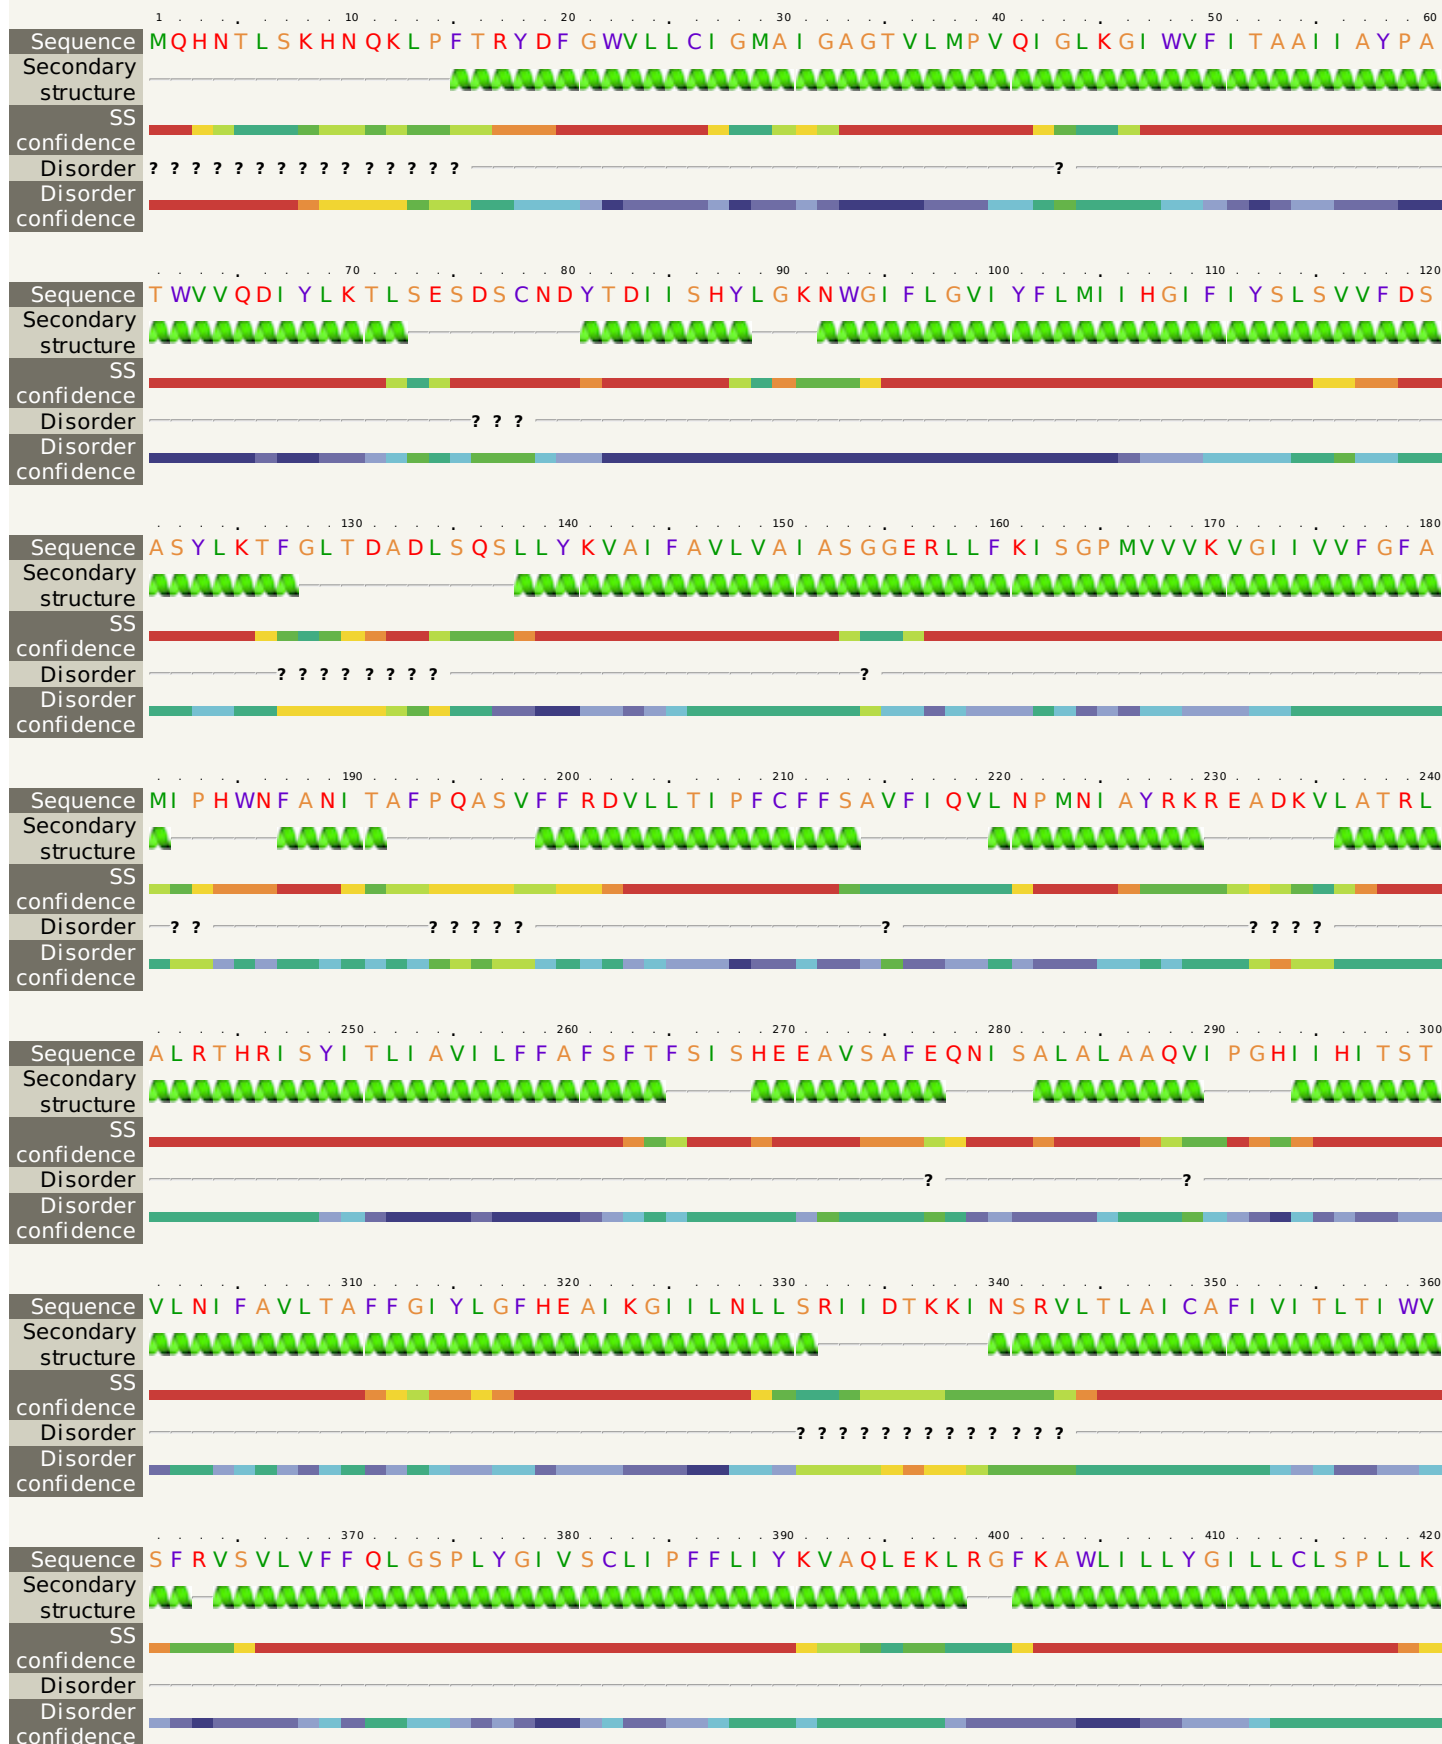 1 10 20 30 40 50 60
Sequence MQHNTLSKHNQKLPFTRYDFGWVLLCIGMAIGAGTVLMPVQIGLKGIWVFITAAIIAYPA
Secondary
structure
SS
confidence
Disorder ? ? ? ? ? ? ? ? ? ? ? ? ? ? ? ?
Disorder
confidence
70 80 90 100 110 120
Sequence TWVVQDIYLKTLSESDSCNDYTDIISHYLGKNWGIFLGVIYFLMIIHGIFIYSLSVVFDS
Secondary
structure
SS
confidence
Disorder ? ? ?
Disorder
confidence
130 140 150 160 170 180
Sequence ASYLKTFGLTDADLSQSLLYKVAIFAVLVAIASGGERLLFKISGPMVVVKVGIIVVFGFA
Secondary
structure
SS
confidence
Disorder ? ? ? ? ? ? ? ? ?
Disorder
confidence
190 200 210 220 230 240
Sequence MIPHWNFANITAFPQASVFFRDVLLTIPFCFFSAVFIQVLNPMNIAYRKREADKVLATRL
Secondary
structure
SS
confidence
Disorder ? ? ? ? ? ? ? ? ? ? ? ?
Disorder
confidence
250 260 270 280 290 300
Sequence ALRTHRISYITLIAVILFFAFSFTFSISHEEAVSAFEQNISALALAAQVIPGHIIHITST
Secondary
structure
SS
confidence
Disorder ? ?
Disorder
confidence
310 320 330 340 350 360
Sequence VLNIFAVLTAFFGIYLGFHEAIKGIILNLLSRIIDTKKINSRVLTLAICAFIVITLTIWV
Secondary
structure
SS
confidence
Disorder ? ? ? ? ? ? ? ? ? ? ? ? ?
Disorder
confidence
370 380 390 400 410 420
Sequence SFRVSVLVFFQLGSPLYGIVSCLIPFFLIYKVAQLEKLRGFKAWLILLYGILLCLSPLLK
Secondary
structure
SS
confidence
Disorder
Disorder
confidence